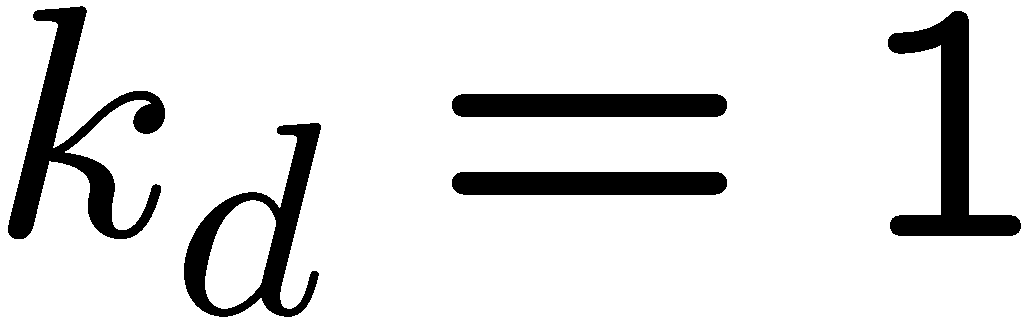 k_d = 1